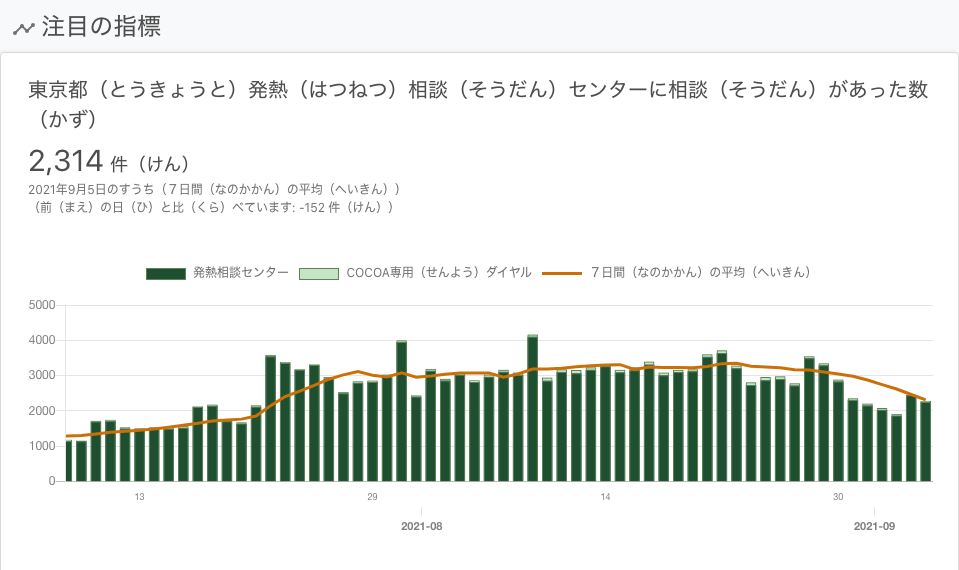 注目の指標
東京都（とうきょうと）発熱（はつねつ）相談（そうだん）センターに相談（そうだん）があった数
（かず）
2,314 件（けん）
2021年9月5日のすうち（７日間（なのかかん）の平均（へいきん））
（前（まえ）の日（ひ）と比（くら）べています: -152 件（けん））
発熱相談センター COCOA専用（せんよう）ダイヤル ７日間（なのかかん）の平均（へいきん）
5000
4000
3000
2000
1000
0
13 29 14 30
2021-08 2021-09